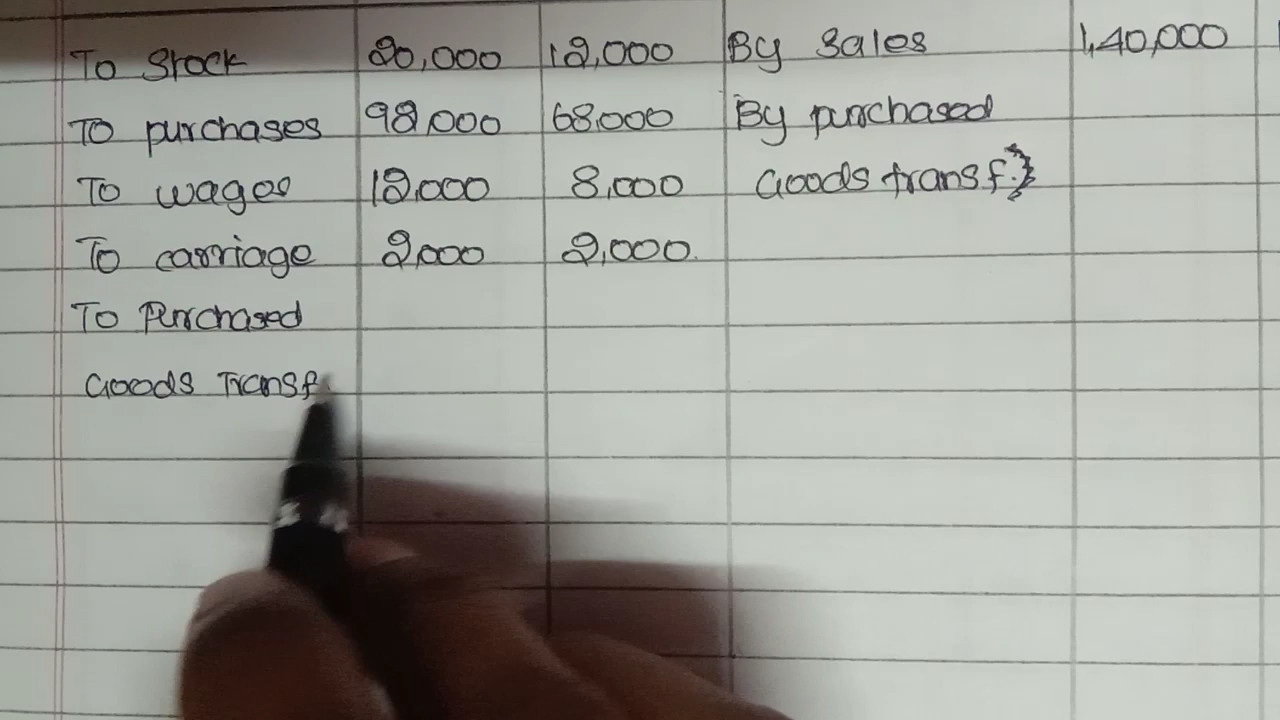 To Stock 20,000 12,000 By Sales 1,40,000
To purchases 92,000 68,000 By purchased
To wages 12,000 8,000 Goods transf.}
To carriage 2,000 2,000.
To Purchased
Goods Transf